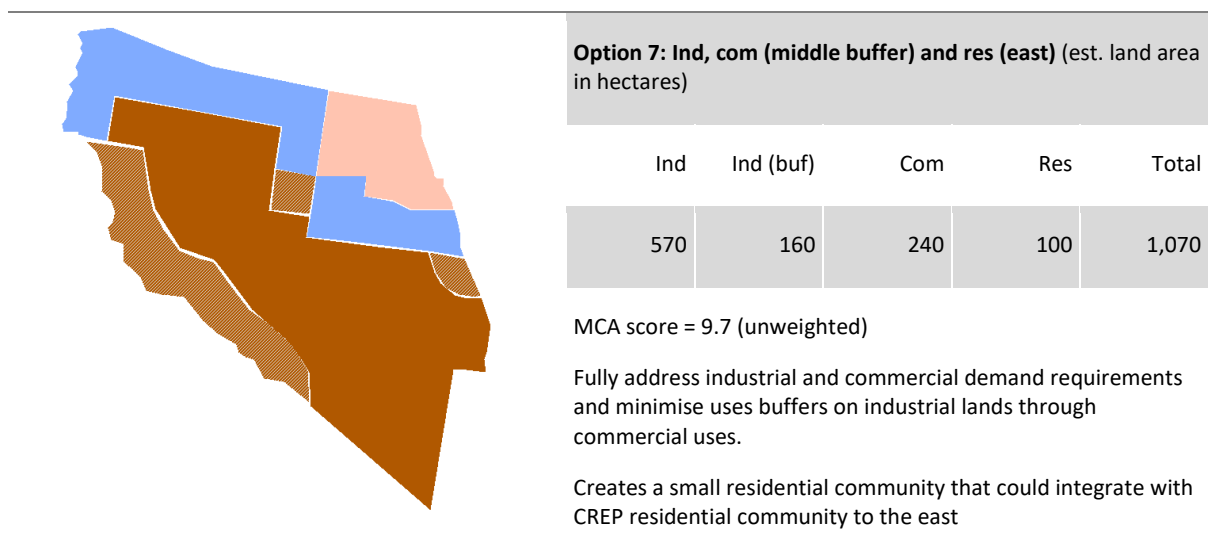 Option 7: Ind, com (middle buffer) and res (east) (est. land area
in hectares)
Ind Ind (buf) Com Res Total
570 160 240 100 1,070
MCA score = 9.7 (unweighted)
Fully address industrial and commercial demand requirements
and minimise uses buffers on industrial lands through
commercial uses.
Creates a small residential community that could integrate with
CREP residential community to the east